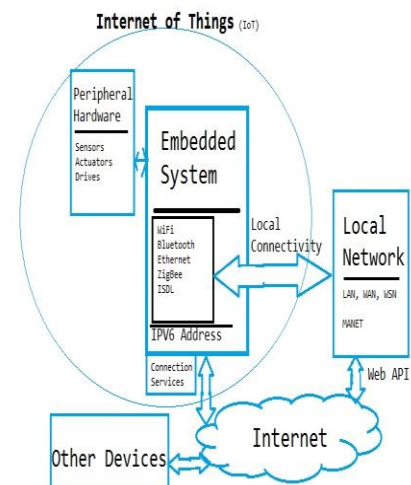 Internet of Things (IoT)
Peripheral
Hardware
Sensors
Actuators
Drives
Embedded
System
WiFi
Bluetooth
Ethernet
ZigBee
ISDL
IPV6 Address
Connection
Services
Local
Connectivity
Local
Network
LAN, WAN, WSN
MANET
Web API
Internet
Other Devices